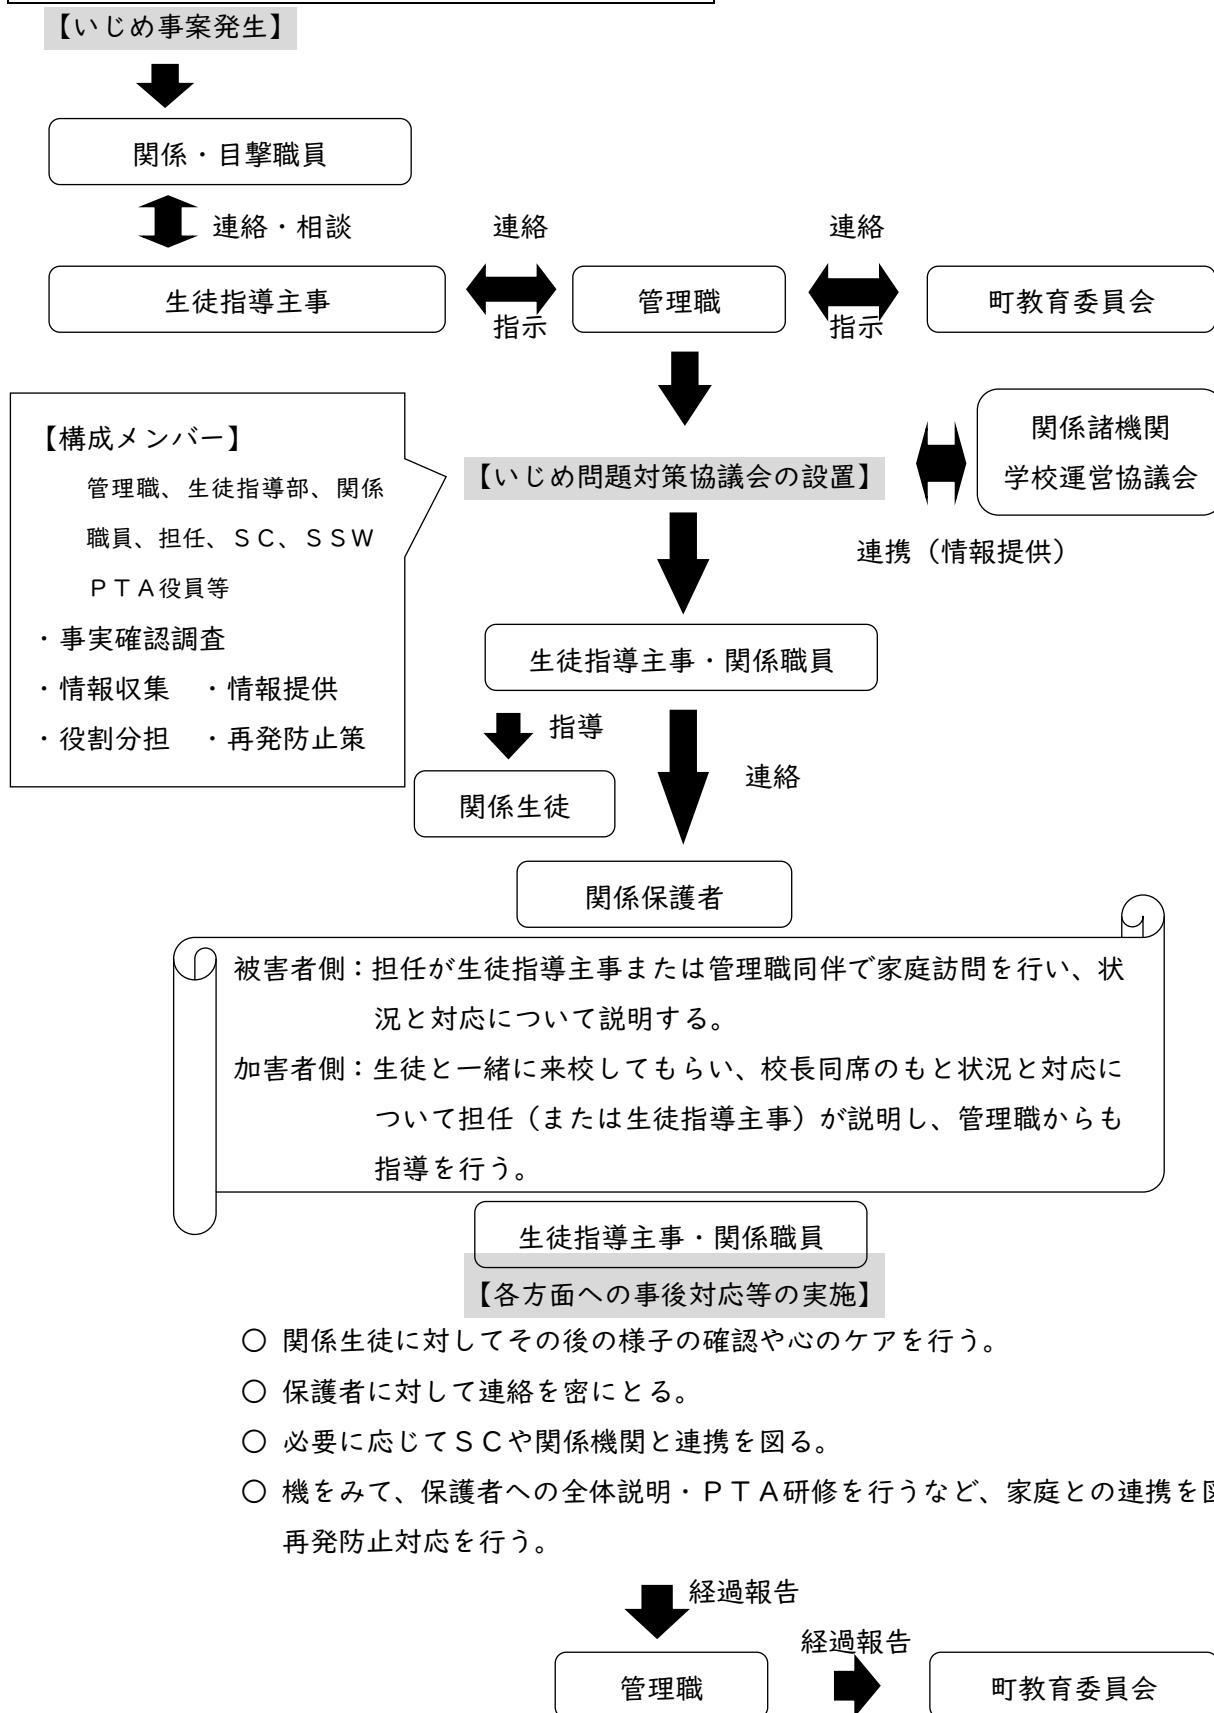 【いじめ事案発生】
関係・目撃職員
連絡・相談
連絡
連絡
生徒指導主事
管理職
町教育委員会
指示
指示
【構成メンバー】
管理職、生徒指導部、関係
職員、担任、ＳＣ、ＳＳＷ
ＰＴＡ役員等
・事実確認調査
・情報収集　・情報提供
・役割分担　・再発防止策
【いじめ問題対策協議会の設置】
関係諸機関
学校運営協議会
連携（情報提供）
生徒指導主事・関係職員
指導
連絡
関係生徒
関係保護者
被害者側：担任が生徒指導主事または管理職同伴で家庭訪問を行い、状
況と対応について説明する。
加害者側：生徒と一緒に来校してもらい、校長同席のもと状況と対応に
ついて担任（または生徒指導主事）が説明し、管理職からも
指導を行う。
生徒指導主事・関係職員
【各方面への事後対応等の実施】
〇 関係生徒に対してその後の様子の確認や心のケアを行う。
〇 保護者に対して連絡を密にとる。
〇 必要に応じてＳＣや関係機関と連携を図る。
〇 機をみて、保護者への全体説明・ＰＴＡ研修を行うなど、家庭との連携を
再発防止対応を行う。
経過報告
経過報告
管理職
町教育委員会